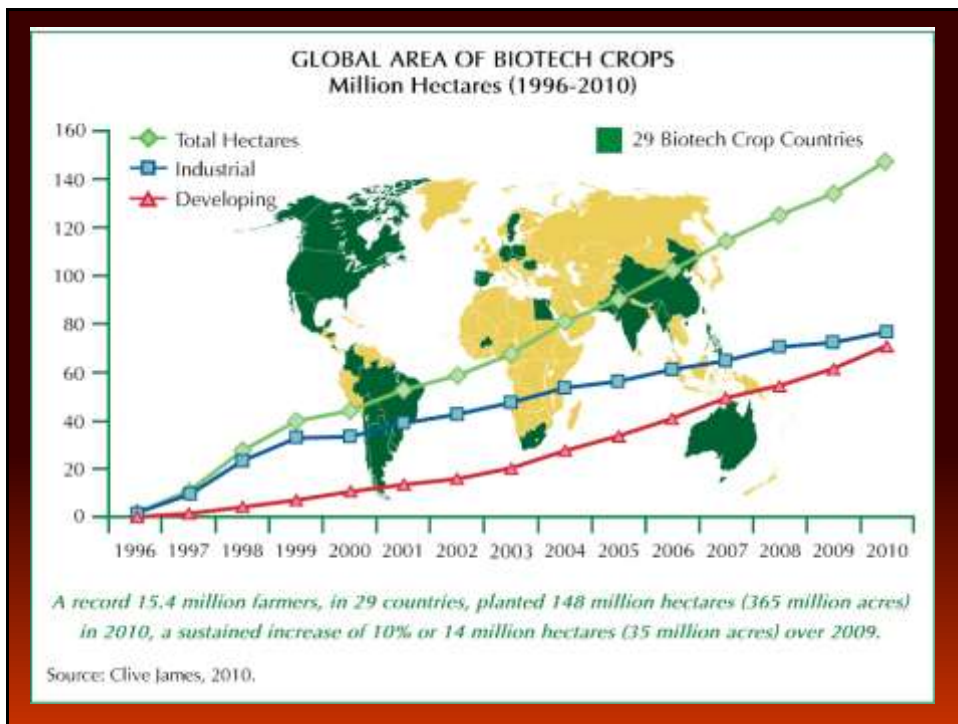 GLOBAL AREA OF BIOTECH CROPS
Million Hectares (1996-2010)
160
140
120
100
80
60
40
20
0
Total Hectares
Industrial
Developing
29 Biotech Crop Countries
1996 1997 1998 1999 2000 2001 2002 2003 2004 2005 2006 2007 2008 2009 2010
A record 15.4 million farmers, in 29 countries, planted 148 million hectares (365 million acres)
in 2010, a sustained increase of 10% or 14 million hectares (35 million acres) over 2009.
Source: Clive James, 2010.